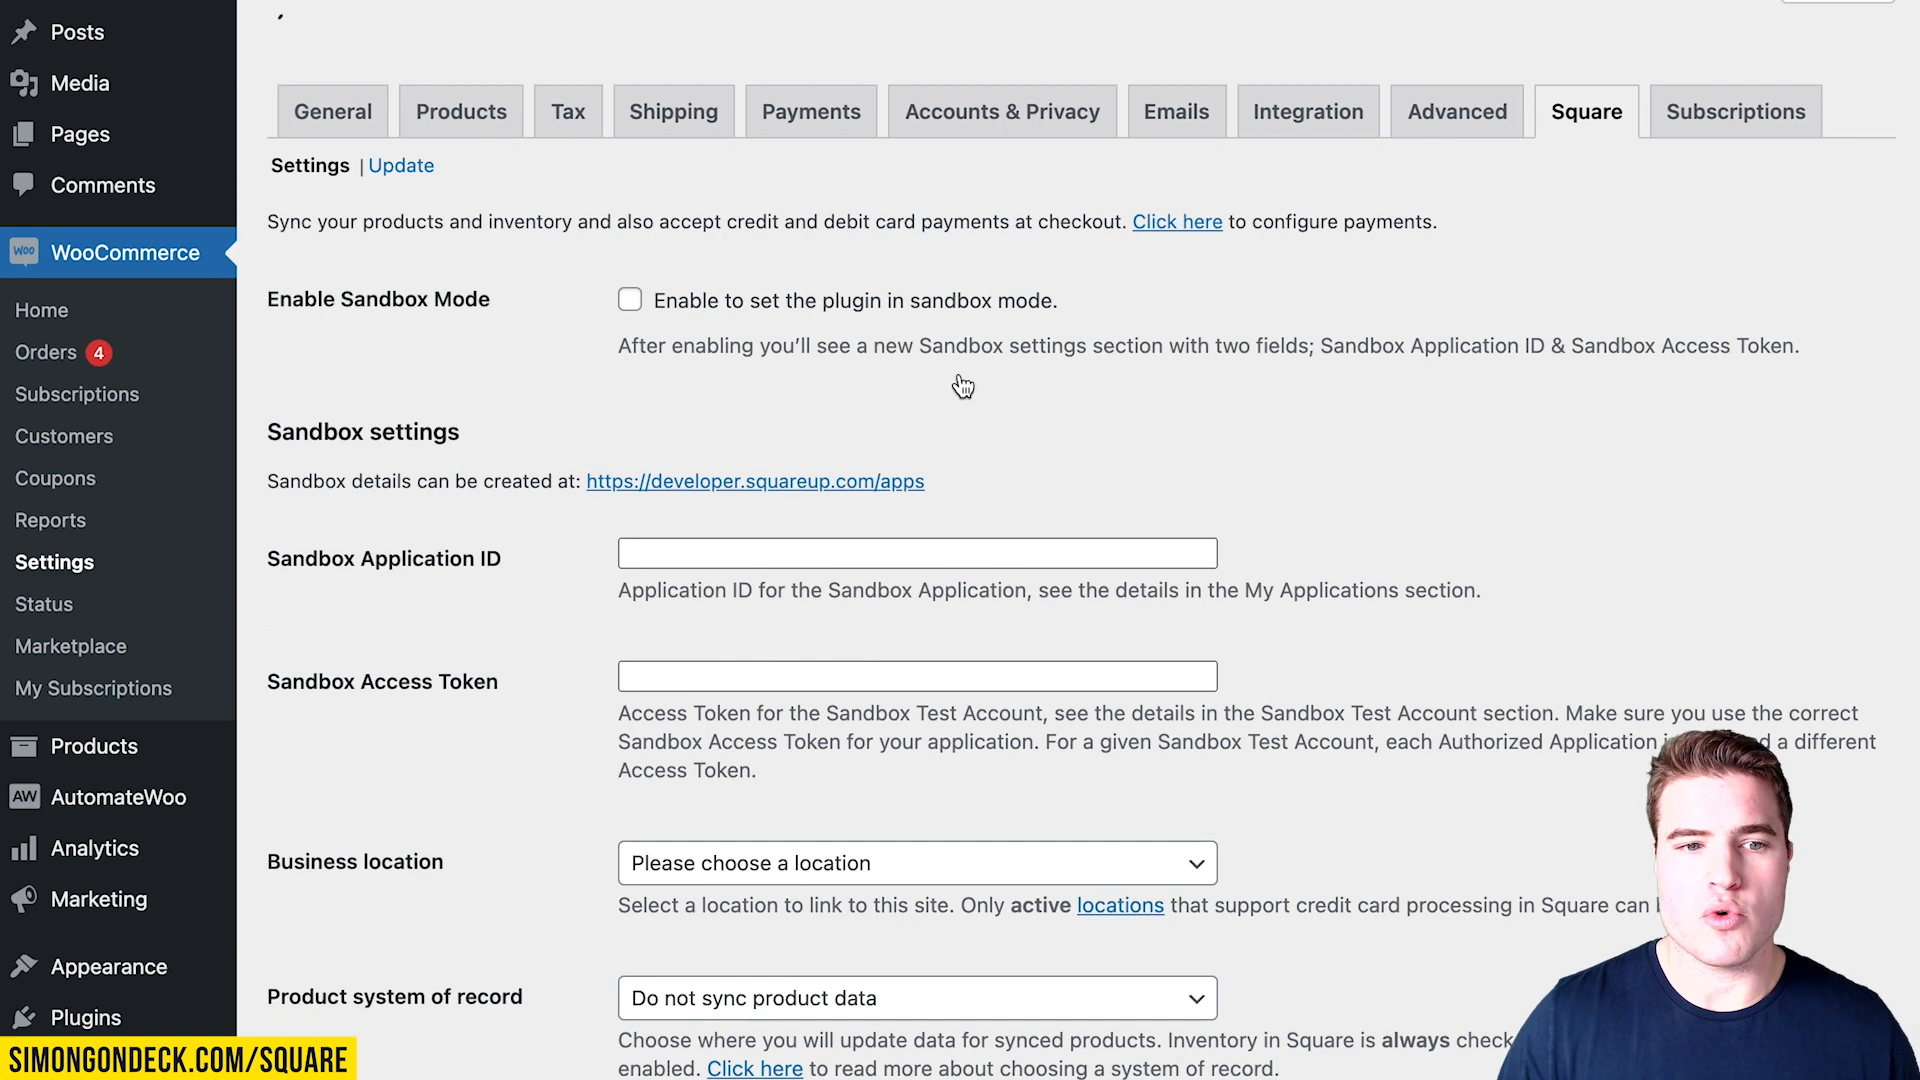 Posts
Media
Pages
Comments
WOO WooCommerce
Home
Orders 4
Subscriptions
Customers
Coupons
Reports
Settings
Status
Marketplace
My Subscriptions
Products
AW AutomateWoo
Analytics
Marketing
Appearance
Plugins
SIMONGONDECK.COM/SQUARE
General Products Tax Shipping Payments Accounts & Privacy Emails Integration Advanced Square Subscriptions
Settings | Update
Sync your products and inventory and also accept credit and debit card payments at checkout. Click here to configure payments.
Enable Sandbox Mode
Enable to set the plugin in sandbox mode.
After enabling you’ll see a new Sandbox settings section with two fields; Sandbox Application ID & Sandbox Access Token.
Sandbox settings
Sandbox details can be created at: https://developer.squareup.com/apps
Sandbox Application ID
Application ID for the Sandbox Application, see the details in the My Applications section.
Sandbox Access Token
Access Token for the Sandbox Test Account, see the details in the Sandbox Test Account section. Make sure you use the correct
Sandbox Access Token for your application. For a given Sandbox Test Account, each Authorized Application a different
Access Token.
Business location
Please choose a location
Select a location to link to this site. Only active locations that support credit card processing in Square can
Product system of record
Do not sync product data
Choose where you will update data for synced products. Inventory in Square is always check
enabled. Click here to read more about choosing a system of record.